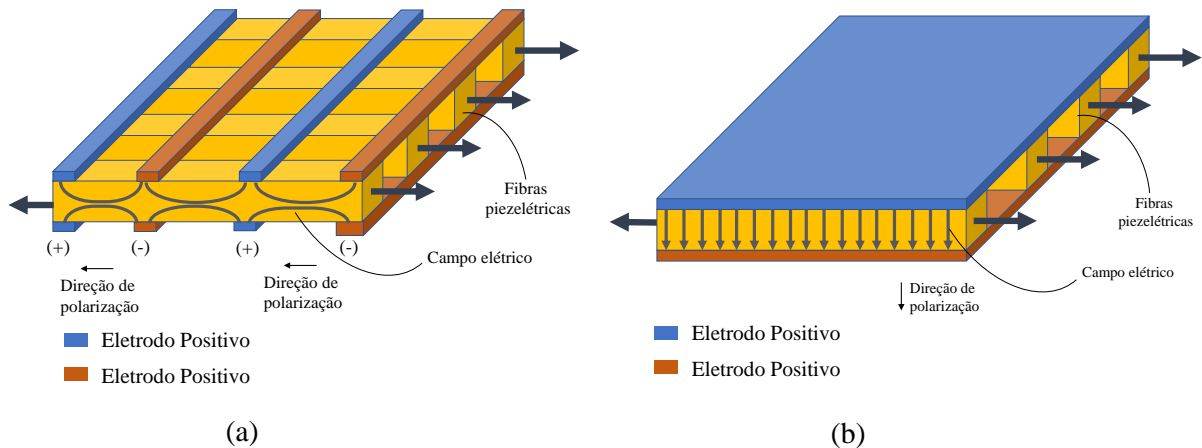 Fibras
piezelétricas
(+)
(-)
(+)
(-)
Campo elétrico
Direção de
polarização
Direção de
polarização
Eletrodo Positivo
Eletrodo Positivo
(a)
Fibras
piezelétricas
Campo elétrico
Direção de
polarização
Eletrodo Positivo
Eletrodo Positivo
(b)